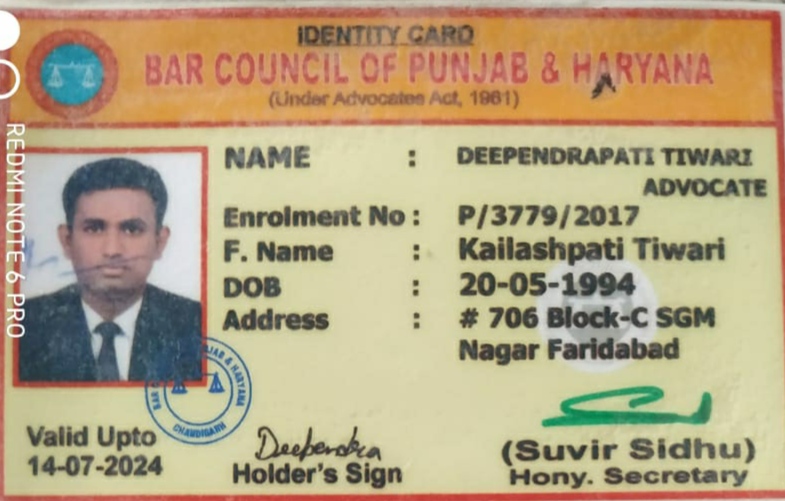 IDENTITY CARD
BAR COUNCIL OF PUNJAB & HARYANA
(Under Advocates Act, 1961)
NAME : DEEPENDRAPATI TIWARI
ADVOCATE
Enrolment No : P/3779/2017
F. Name : Kailashpati Tiwari
DOB : 20-05-1994
Address : # 706 Block-C SGM
Nagar Faridabad
Valid Upto
14-07-2024
Deependra
Holder's Sign
(Suvir Sidhu)
Hony. Secretary
CHANDIGARH
REDMI NOTE 6 PRO